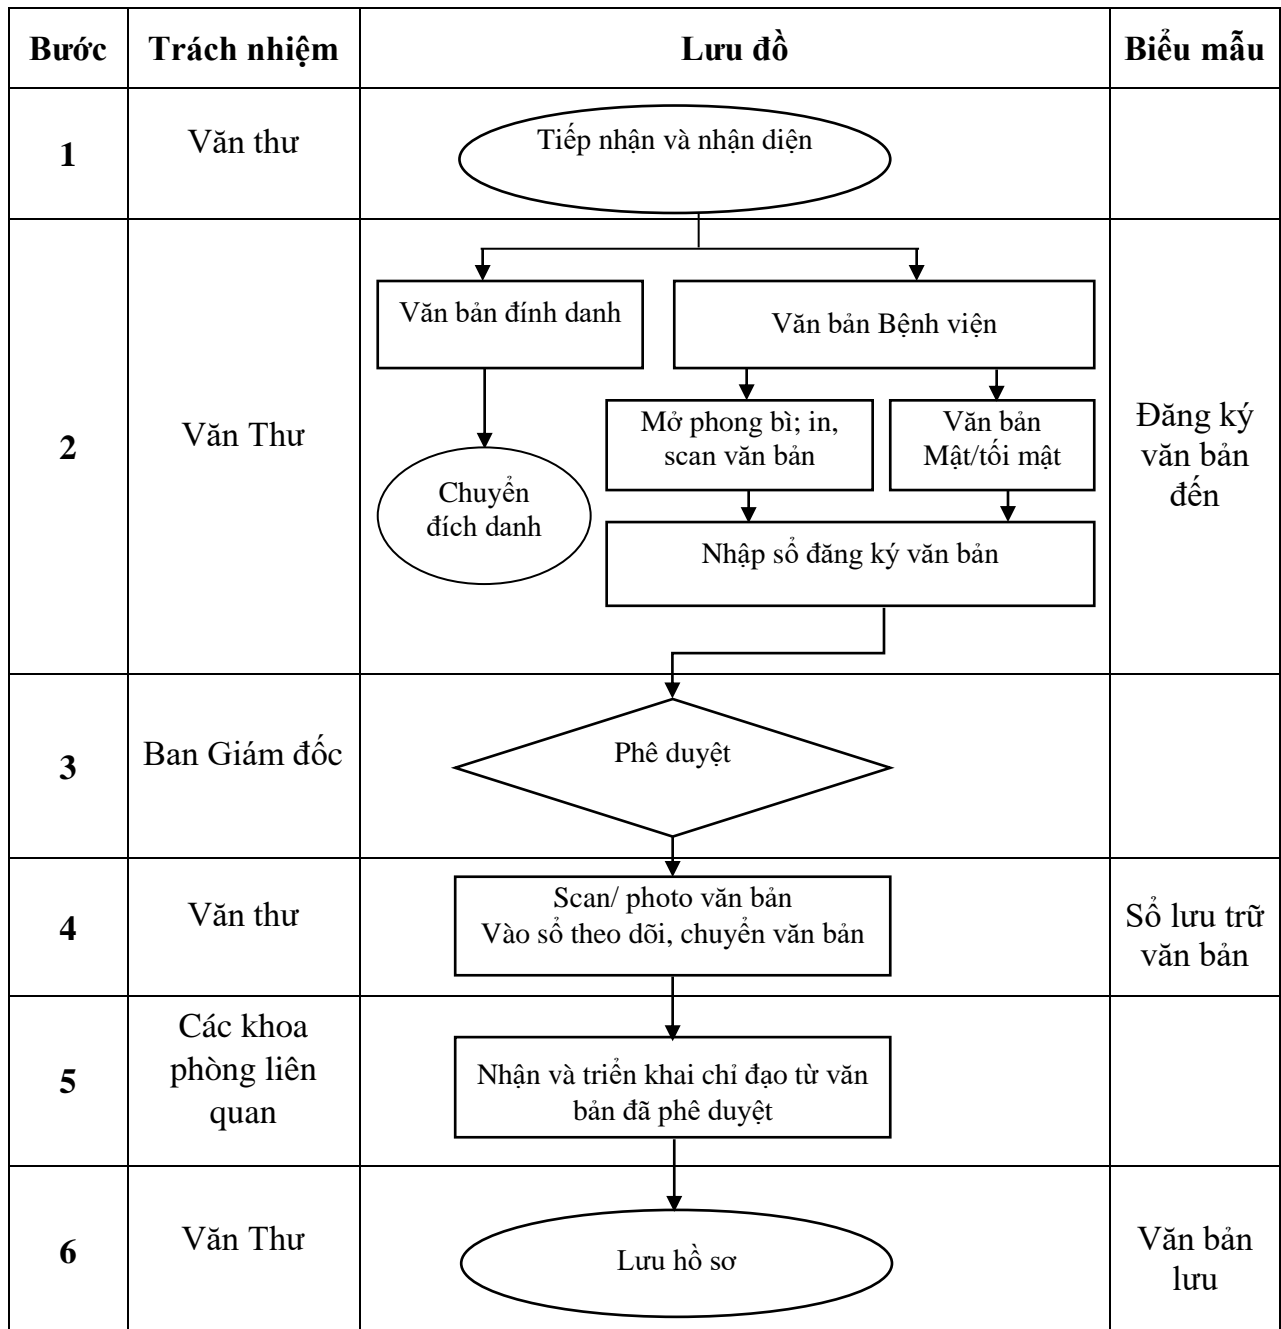 Bước Trách nhiệm Lưu đồ Biểu mẫu
1
Văn thư
Tiếp nhận và nhận diện
2
Văn Thư
Văn bản đính danh
Văn bản Bệnh viện
Mở phong bì; in,
scan văn bản
Văn bản
Mật/tối mật
Chuyển
đích danh
Nhập sổ đăng ký văn bản
Đăng ký
văn bản
đến
3
Ban Giám đốc
Phê duyệt
4
Văn thư
Scan/ photo văn bản
Vào sổ theo dõi, chuyển văn bản
Sổ lưu trữ
văn bản
5
Các khoa
phòng liên
quan
Nhận và triển khai chỉ đạo từ văn
bản đã phê duyệt
6
Văn Thư
Lưu hồ sơ
Văn bản
lưu